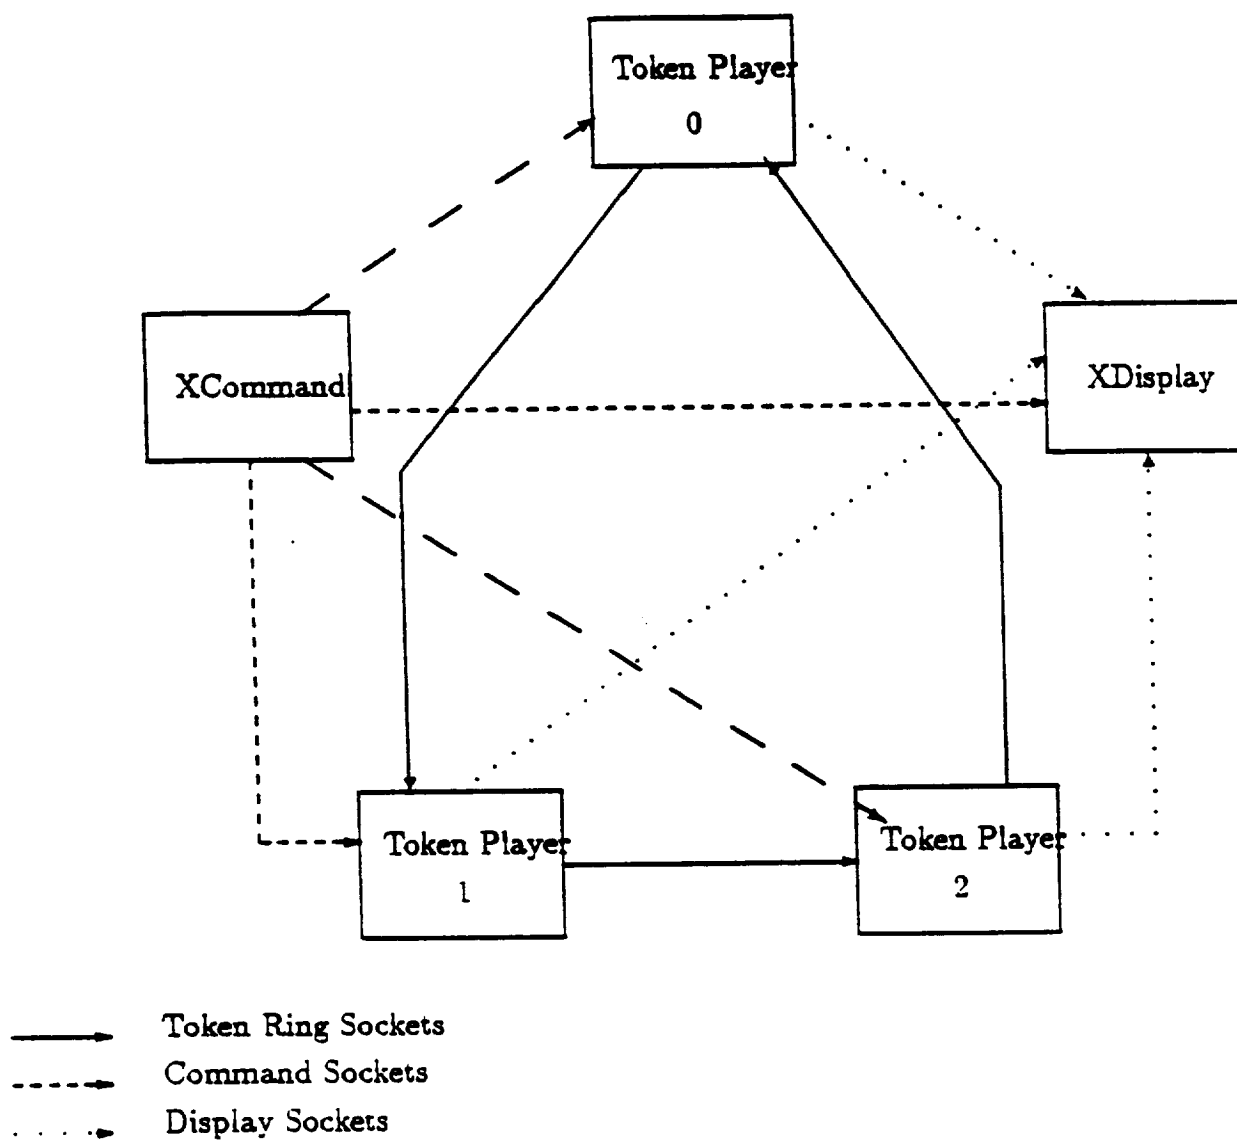 Token Player
0
XCommand
XDisplay
Token Player
1
Token Player
2
Token Ring Sockets
Command Sockets
Display Sockets